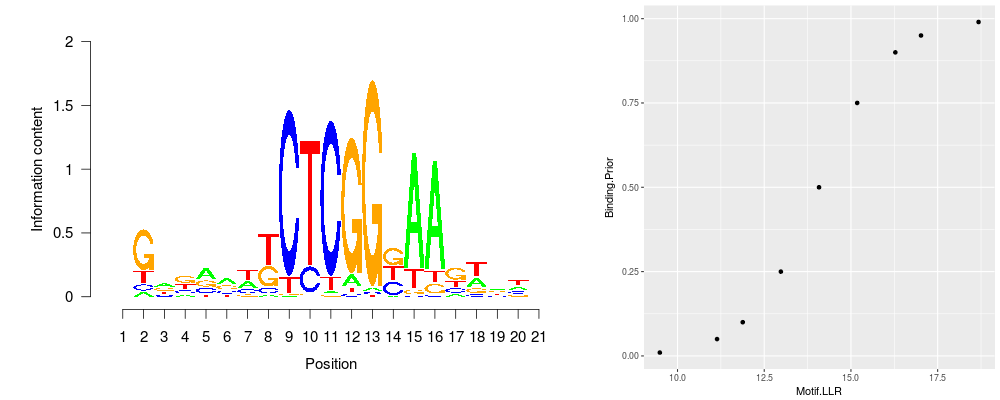 2
1.5
1
0.5
0
Information content
1 2 3 4 5 6 7 8 9 10 11 12 13 14 15 16 17 18 19 20 21
Position
G T C T G C T C T C T G A G G T C A T A T G T
1.00
0.75
0.50
0.25
0.00
Binding.Prior
10.0 12.5 15.0 17.5
Motif.LLR